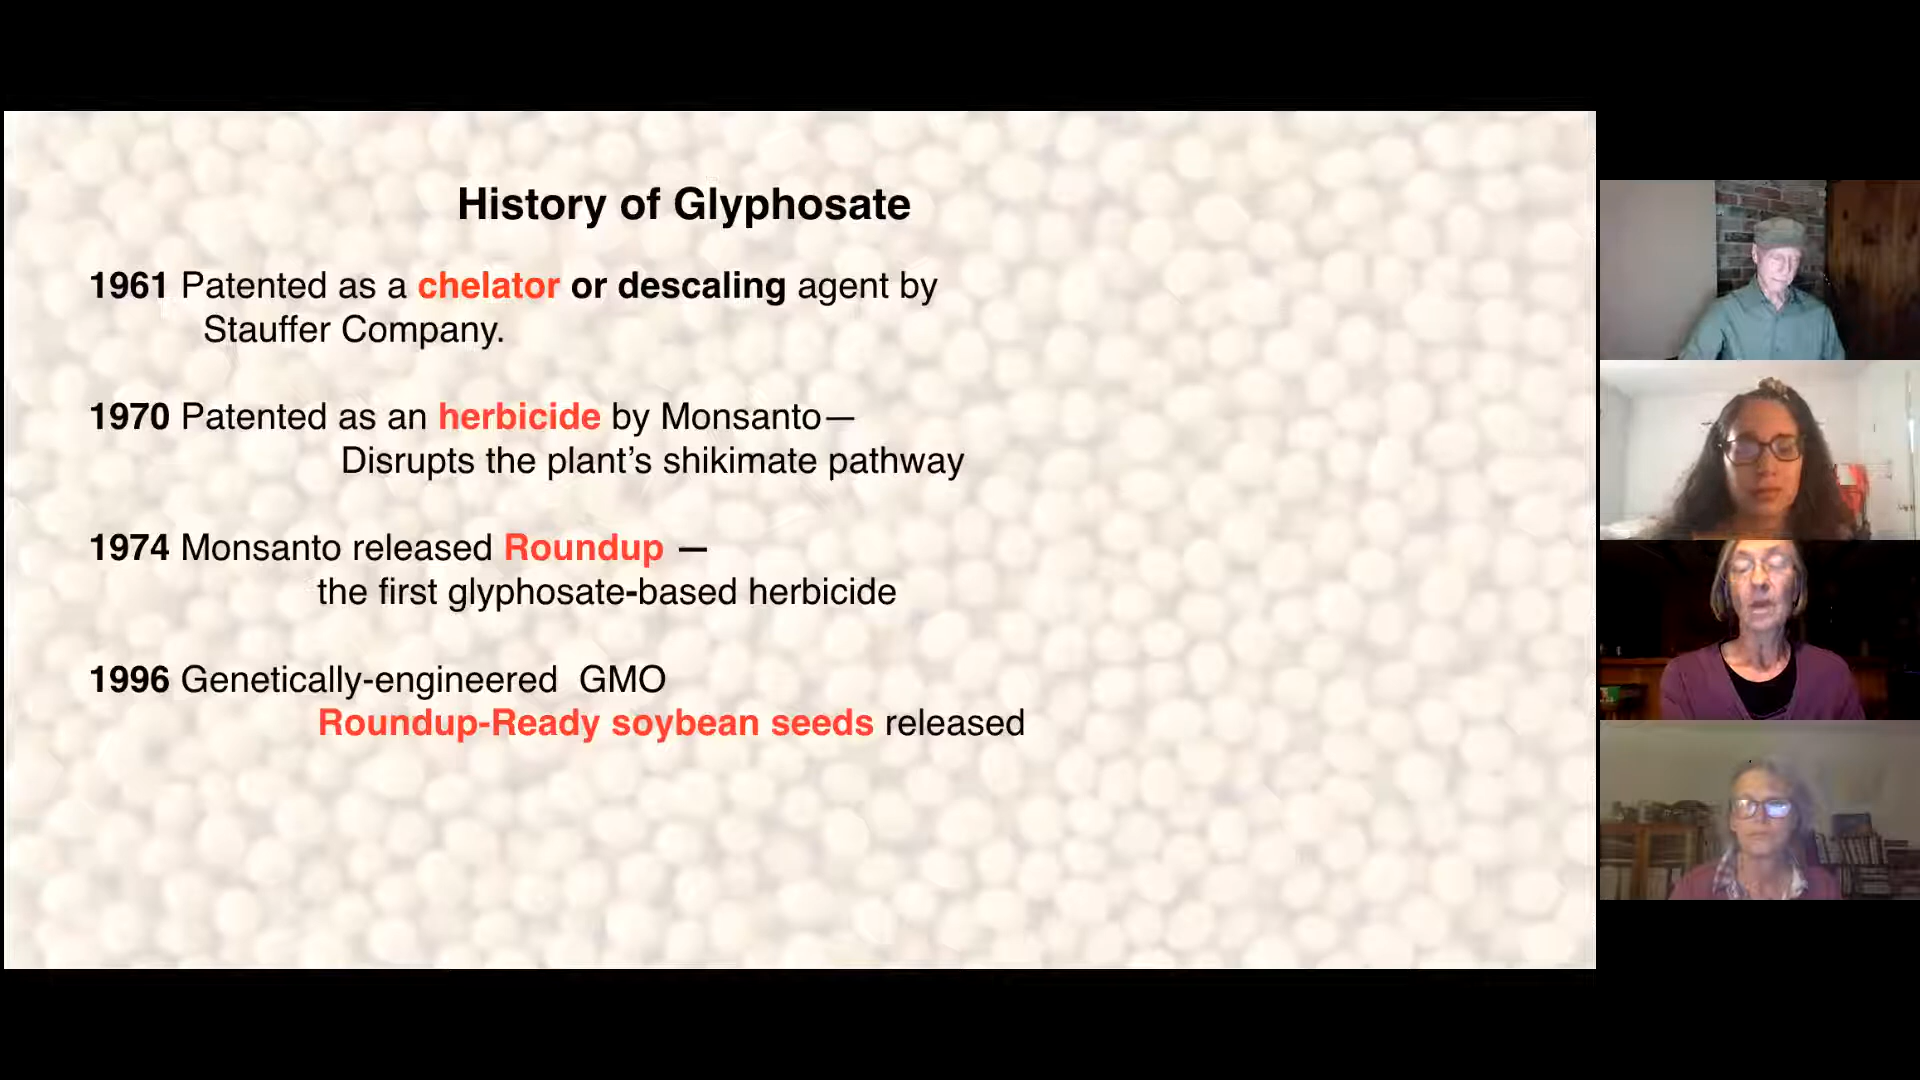 History of Glyphosate
1961 Patented as a chelator or descaling agent by
Stauffer Company.
1970 Patented as an herbicide by Monsanto—
Disrupts the plant’s shikimate pathway
1974 Monsanto released Roundup —
the first glyphosate-based herbicide
1996 Genetically-engineered  GMO
Roundup-Ready soybean seeds released